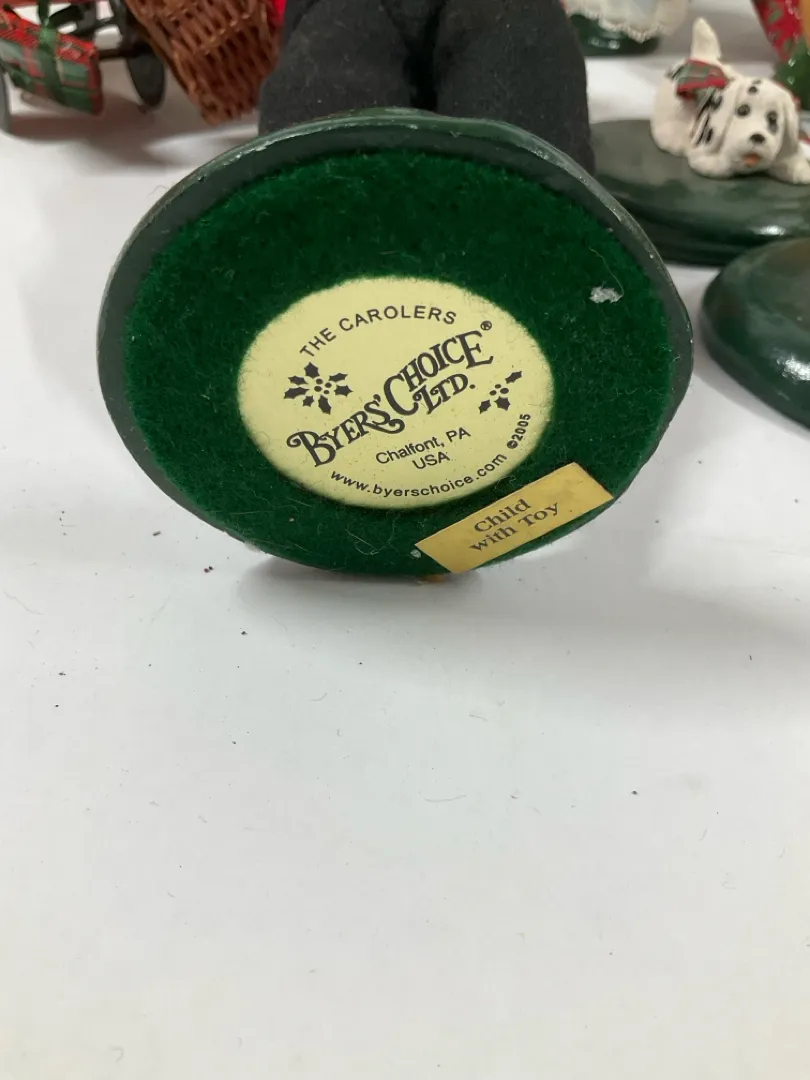 THE CAROLERS
BYERS' CHOICE®
LTD.
Chalfont, PA
USA
www.byerschoice.com ©2005
Child
with Toy